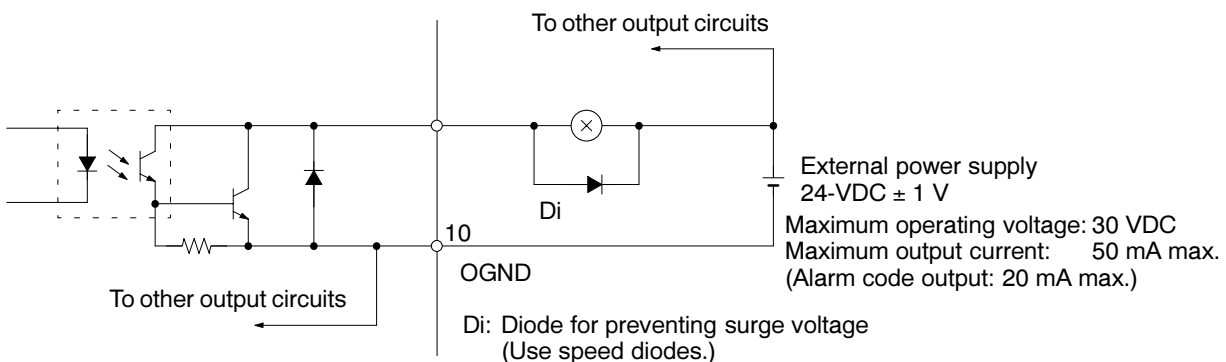 To other output circuits
External power supply
24-VDC ± 1 V
Di
Maximum operating voltage: 30 VDC
10
Maximum output current: 50 mA max.
OGND
(Alarm code output: 20 mA max.)
To other output circuits
Di: Diode for preventing surge voltage
(Use speed diodes.)